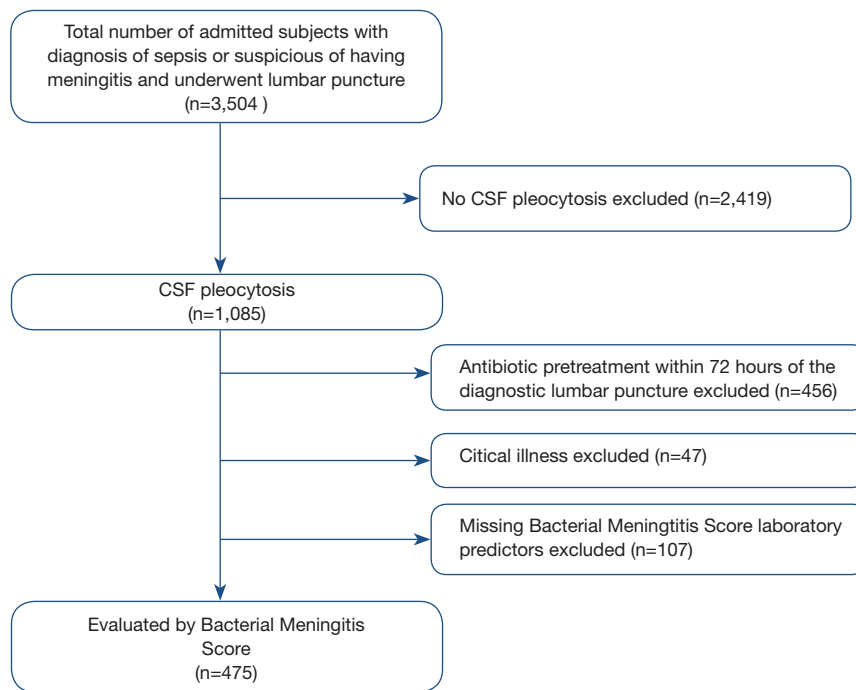 Total number of admitted subjects with
diagnosis of sepsis or suspicious of having
meningitis and underwent lumbar puncture
(n=3,504 )
No CSF pleocytosis excluded (n=2,419)
CSF pleocytosis
(n=1,085)
Antibiotic pretreatment within 72 hours of the
diagnostic lumbar puncture excluded (n=456)
Citical illness excluded (n=47)
Missing Bacterial Meningtitis Score laboratory
predictors excluded (n=107)
Evaluated by Bacterial Meningitis
Score
(n=475)